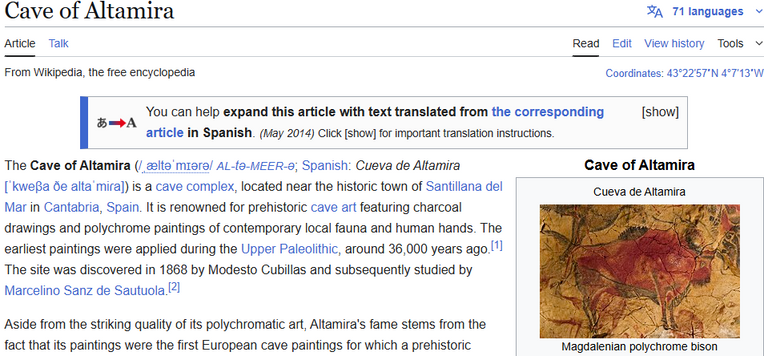 Cave of Altamira
71 languages
Article Talk Read Edit View history Tools
From Wikipedia, the free encyclopedia
Coordinates: 43°22′57″N 4°7′13″W
You can help expand this article with text translated from the corresponding [show]
article in Spanish. (May 2014) Click [show] for important translation instructions.
The Cave of Altamira (/ˌæltəˈmɪərə/ AL-tə-MEER-ə; Spanish: Cueva de Altamira
[ˈkweβa ðe altaˈmira]) is a cave complex, located near the historic town of Santillana del
Mar in Cantabria, Spain. It is renowned for prehistoric cave art featuring charcoal
drawings and polychrome paintings of contemporary local fauna and human hands. The
earliest paintings were applied during the Upper Paleolithic, around 36,000 years ago.[1]
The site was discovered in 1868 by Modesto Cubillas and subsequently studied by
Marcelino Sanz de Sautuola.[2]
Aside from the striking quality of its polychromatic art, Altamira's fame stems from the
fact that its paintings were the first European cave paintings for which a prehistoric
Cave of Altamira
Cueva de Altamira
Magdalenian polychrome bison